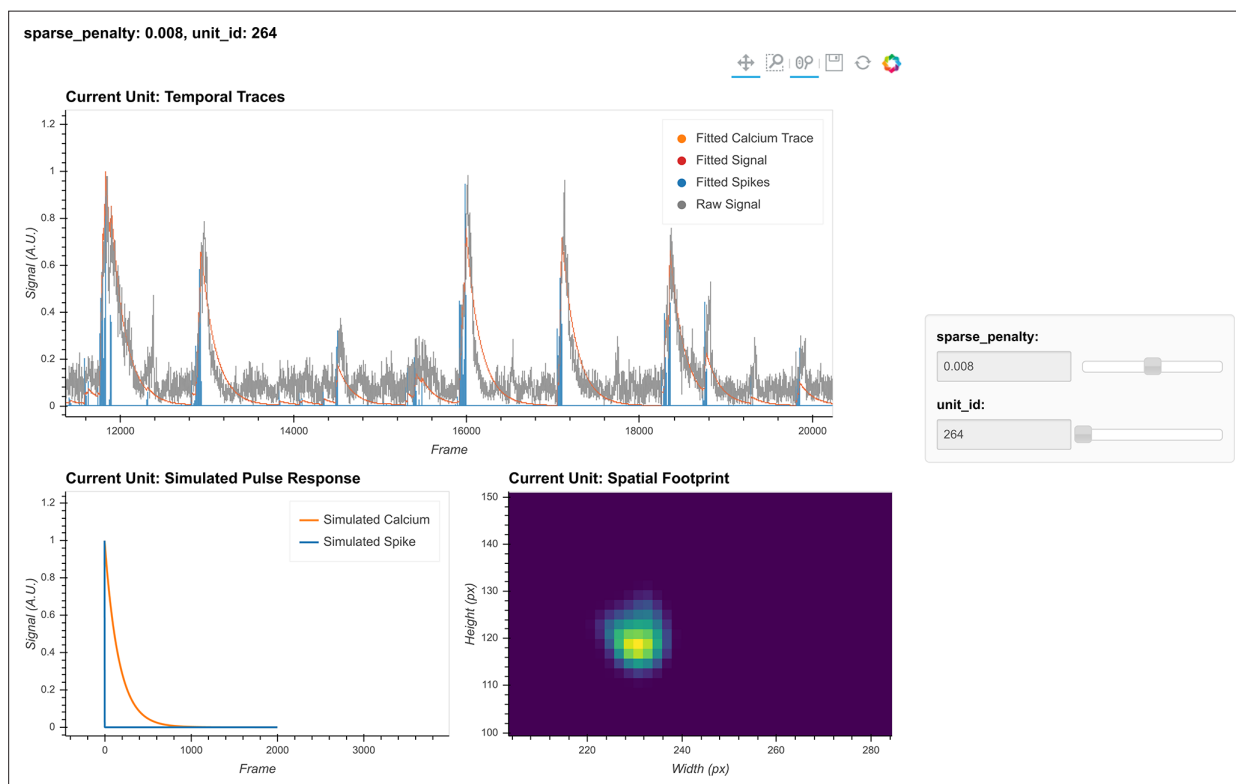 sparse_penalty: 0.008, unit_id: 264
Current Unit: Temporal Traces
1.2
1
0.8
0.6
0.4
0.2
0
Signal (A.U.)
12000 14000 16000 18000 20000
Frame
Fitted Calcium Trace
Fitted Signal
Fitted Spikes
Raw Signal
sparse_penalty:
0.008
unit_id:
264
Current Unit: Simulated Pulse Response
1.2
1
0.8
0.6
0.4
0.2
0
Signal (A.U.)
0 1000 2000 3000
Frame
Simulated Calcium
Simulated Spike
Current Unit: Spatial Footprint
150
140
130
120
110
100
Height (px)
220 240 260 280
Width (px)